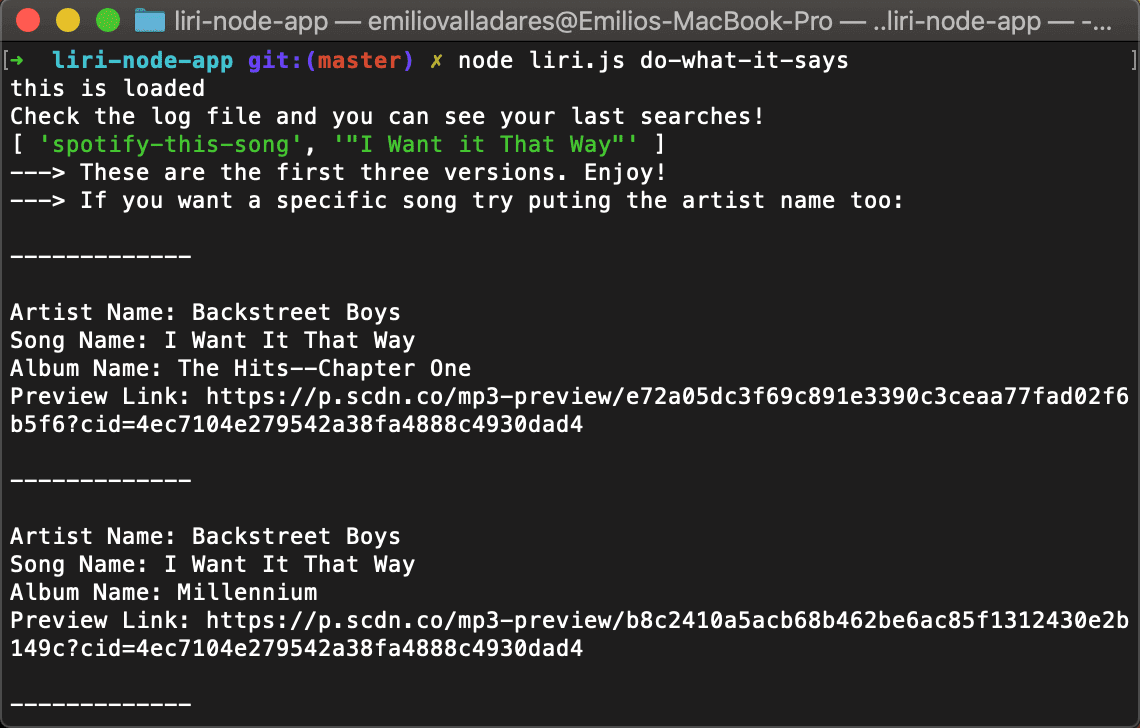 liri-node-app — emiliovalladares@Emilios-MacBook-Pro — ..liri-node-app — -...
[➜  liri-node-app git:(master) ✗ node liri.js do-what-it-says ]
this is loaded
Check the log file and you can see your last searches!
[ 'spotify-this-song', '"I Want it That Way"' ]
---> These are the first three versions. Enjoy!
---> If you want a specific song try puting the artist name too:
-------------
Artist Name: Backstreet Boys
Song Name: I Want It That Way
Album Name: The Hits--Chapter One
Preview Link: https://p.scdn.co/mp3-preview/e72a05dc3f69c891e3390c3ceaa77fad02f6
b5f6?cid=4ec7104e279542a38fa4888c4930dad4
-------------
Artist Name: Backstreet Boys
Song Name: I Want It That Way
Album Name: Millennium
Preview Link: https://p.scdn.co/mp3-preview/b8c2410a5acb68b462be6ac85f1312430e2b
149c?cid=4ec7104e279542a38fa4888c4930dad4
-------------